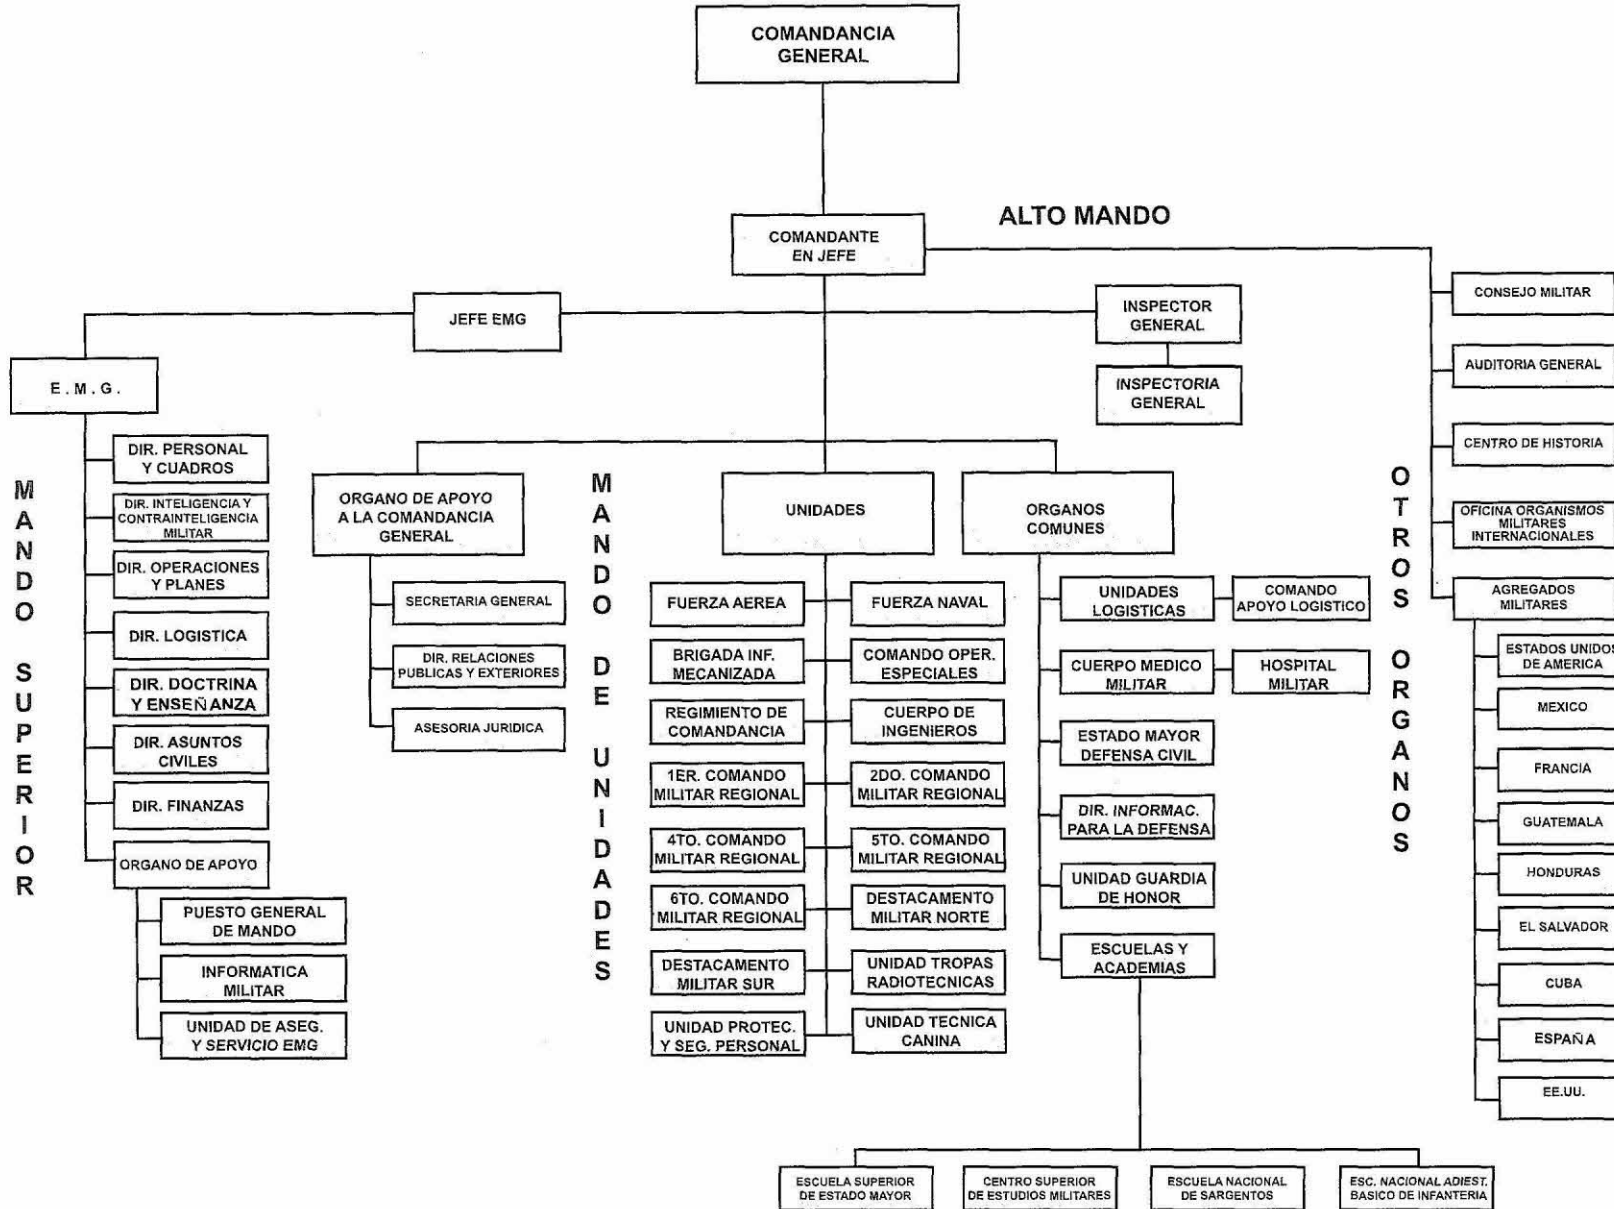 COMANDANCIA
GENERAL
ALTO MANDO
COMANDANTE
EN JEFE
JEFE EMG
INSPECTOR
GENERAL
INSPECTORIA
GENERAL
E.M.G.
MANDO SUPERIOR
DIR. PERSONAL
Y CUADROS
DIR. INTELIGENCIA Y
CONTRAINTELIGENCIA
MILITAR
DIR. OPERACIONES
Y PLANES
DIR. LOGISTICA
DIR. DOCTRINA
Y ENSEÑANZA
DIR. ASUNTOS
CIVILES
DIR. FINANZAS
ORGANO DE APOYO
PUESTO GENERAL
DE MANDO
INFORMATICA
MILITAR
UNIDAD DE ASEG.
Y SERVICIO EMG
ORGANO DE APOYO
A LA COMANDANCIA
GENERAL
SECRETARIA GENERAL
DIR. RELACIONES
PUBLICAS Y EXTERIORES
ASESORIA JURIDICA
MANDO DE UNIDADES
UNIDADES
FUERZA AEREA
FUERZA NAVAL
BRIGADA INF.
MECANIZADA
COMANDO OPER.
ESPECIALES
REGIMIENTO DE
COMANDANCIA
CUERPO DE
INGENIEROS
1ER. COMANDO
MILITAR REGIONAL
2DO. COMANDO
MILITAR REGIONAL
4TO. COMANDO
MILITAR REGIONAL
5TO. COMANDO
MILITAR REGIONAL
6TO. COMANDO
MILITAR REGIONAL
DESTACAMENTO
MILITAR NORTE
DESTACAMENTO
MILITAR SUR
UNIDAD TROPAS
RADIOTECNICAS
UNIDAD PROTEC.
Y SEG. PERSONAL
UNIDAD TECNICA
CANINA
ORGANOS
COMUNES
UNIDADES
LOGISTICAS
COMANDO
APOYO LOGISTICO
CUERPO MEDICO
MILITAR
HOSPITAL
MILITAR
ESTADO MAYOR
DEFENSA CIVIL
DIR. INFORMAC.
PARA LA DEFENSA
UNIDAD GUARDIA
DE HONOR
ESCUELAS Y
ACADEMIAS
ESCUELA SUPERIOR
DE ESTADO MAYOR
CENTRO SUPERIOR
DE ESTUDIOS MILITARES
ESCUELA NACIONAL
DE SARGENTOS
ESC. NACIONAL ADIEST.
BASICO DE INFANTERIA
OTROS ORGANOS
CONSEJO MILITAR
AUDITORIA GENERAL
CENTRO DE HISTORIA
OFICINA ORGANISMOS
MILITARES
INTERNACIONALES
AGREGADOS
MILITARES
ESTADOS UNIDOS
DE AMERICA
MEXICO
FRANCIA
GUATEMALA
HONDURAS
EL SALVADOR
CUBA
ESPAÑA
EE.UU.